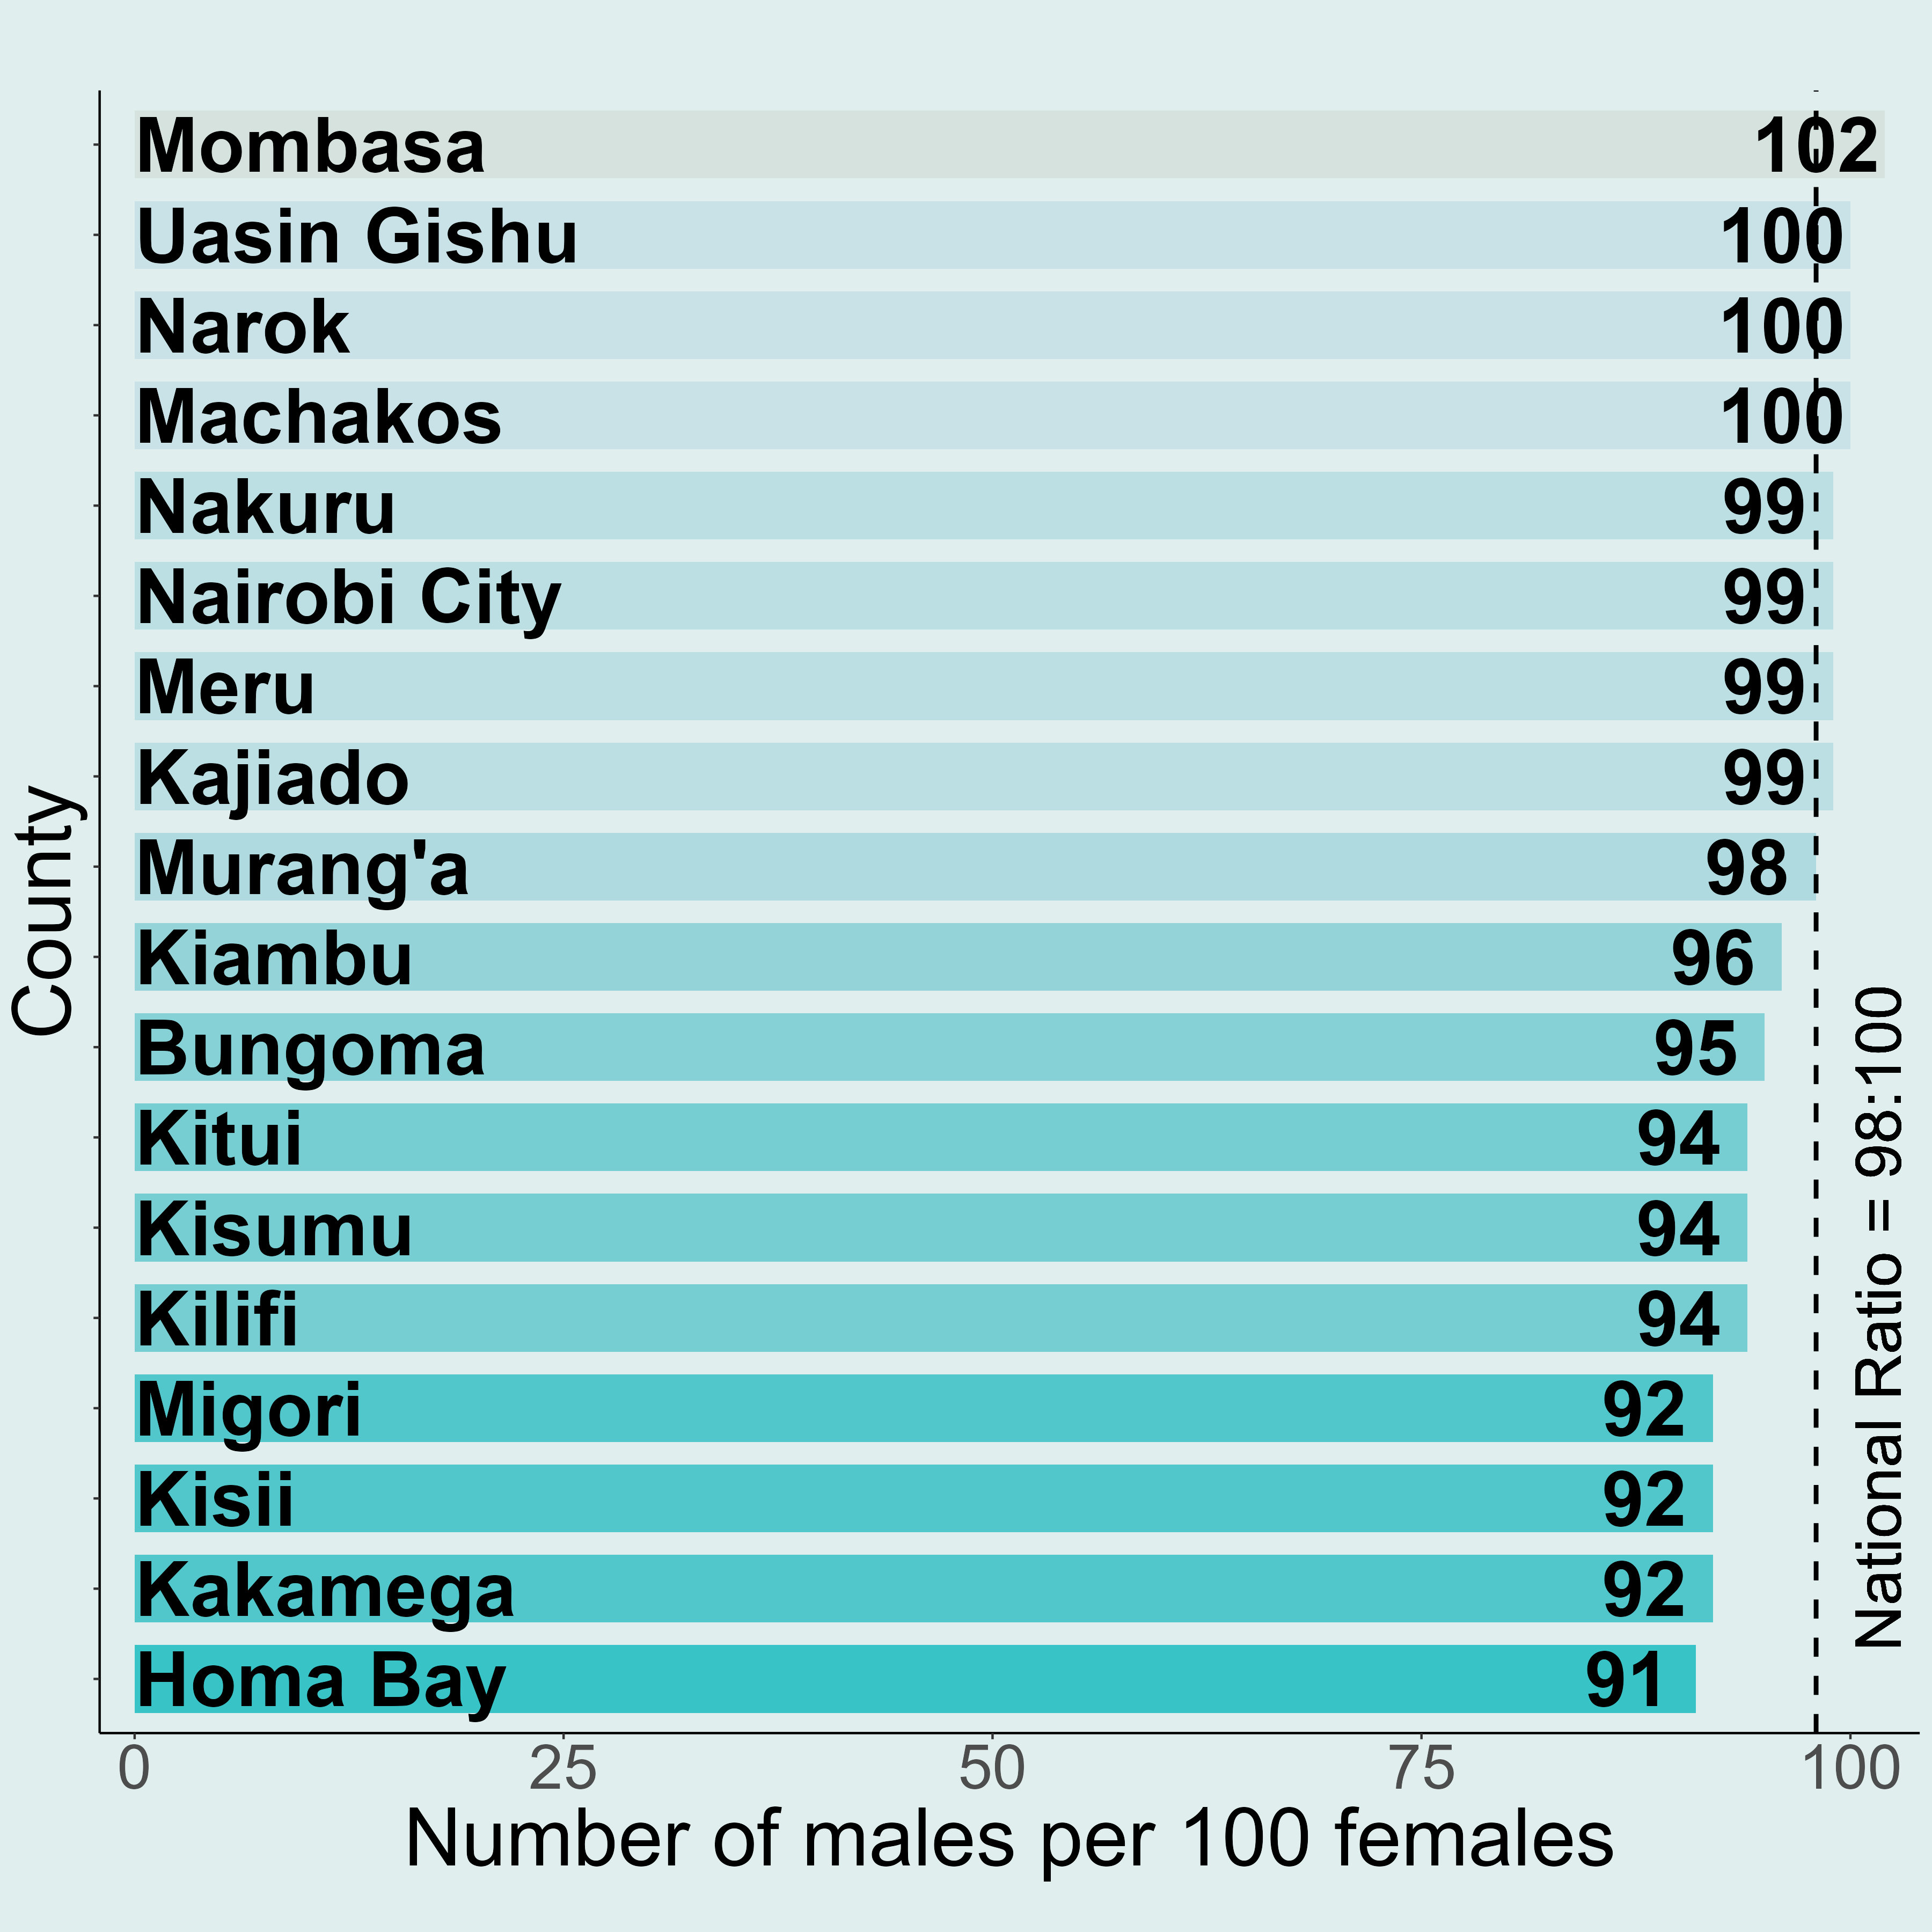 Mombasa 102
Uasin Gishu 100
Narok 100
Machakos 100
Nakuru 99
Nairobi City 99
Meru 99
Kajiado 99
Murang'a 98
Kiambu 96
Bungoma 95
Kitui 94
Kisumu 94
Kilifi 94
Migori 92
Kisii 92
Kakamega 92
Homa Bay 91
County
National Ratio = 98:100
0 25 50 75 100
Number of males per 100 females